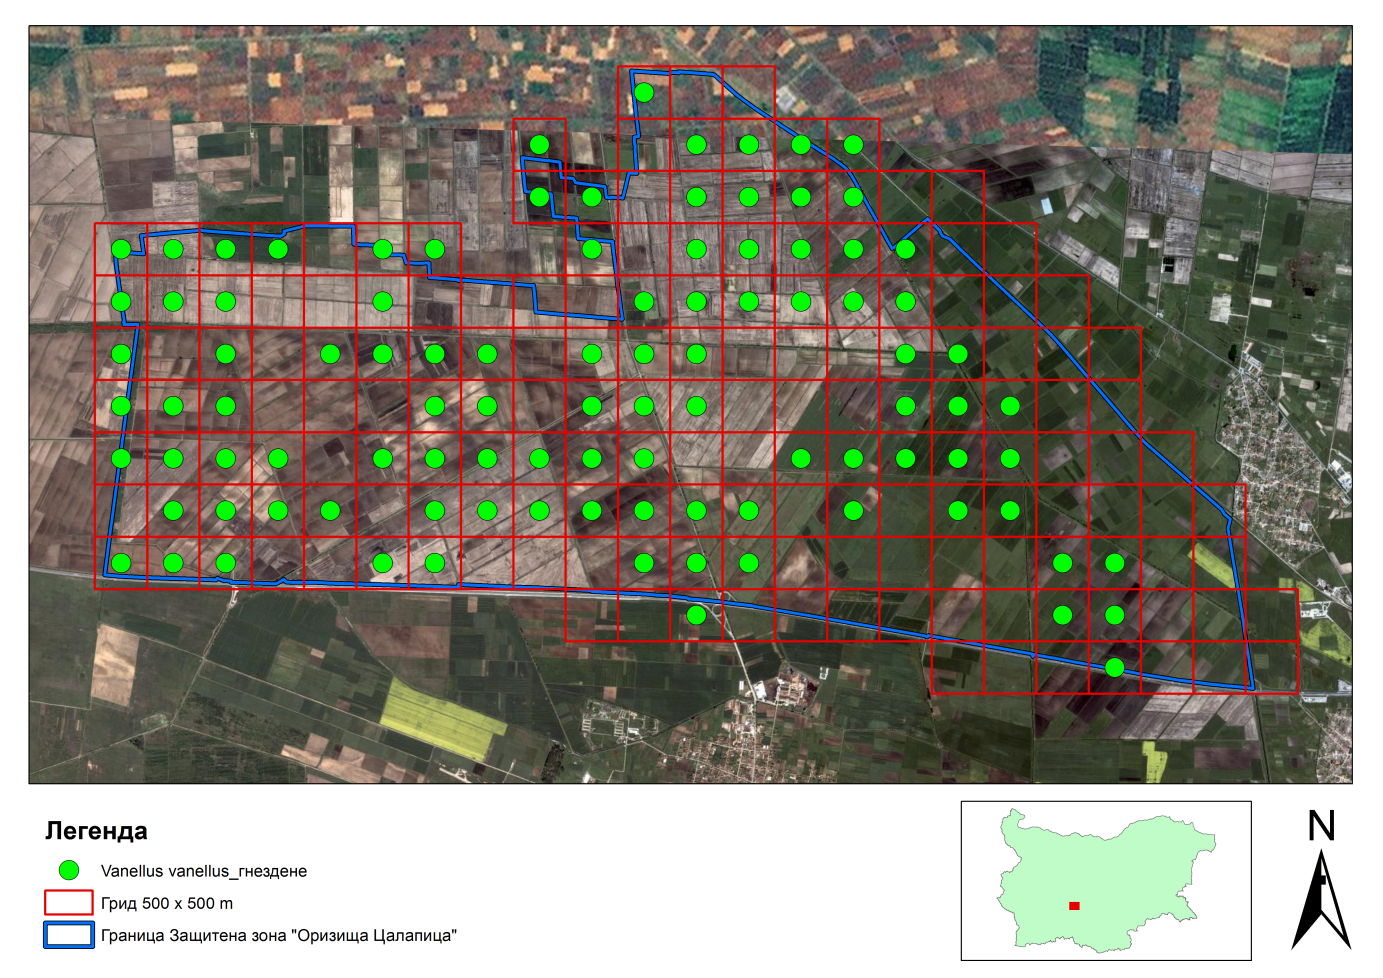 Легенда
Vanellus vanellus_гнездене
Грид 500 x 500 m
Граница Защитена зона "Оризища Цалапица"
N